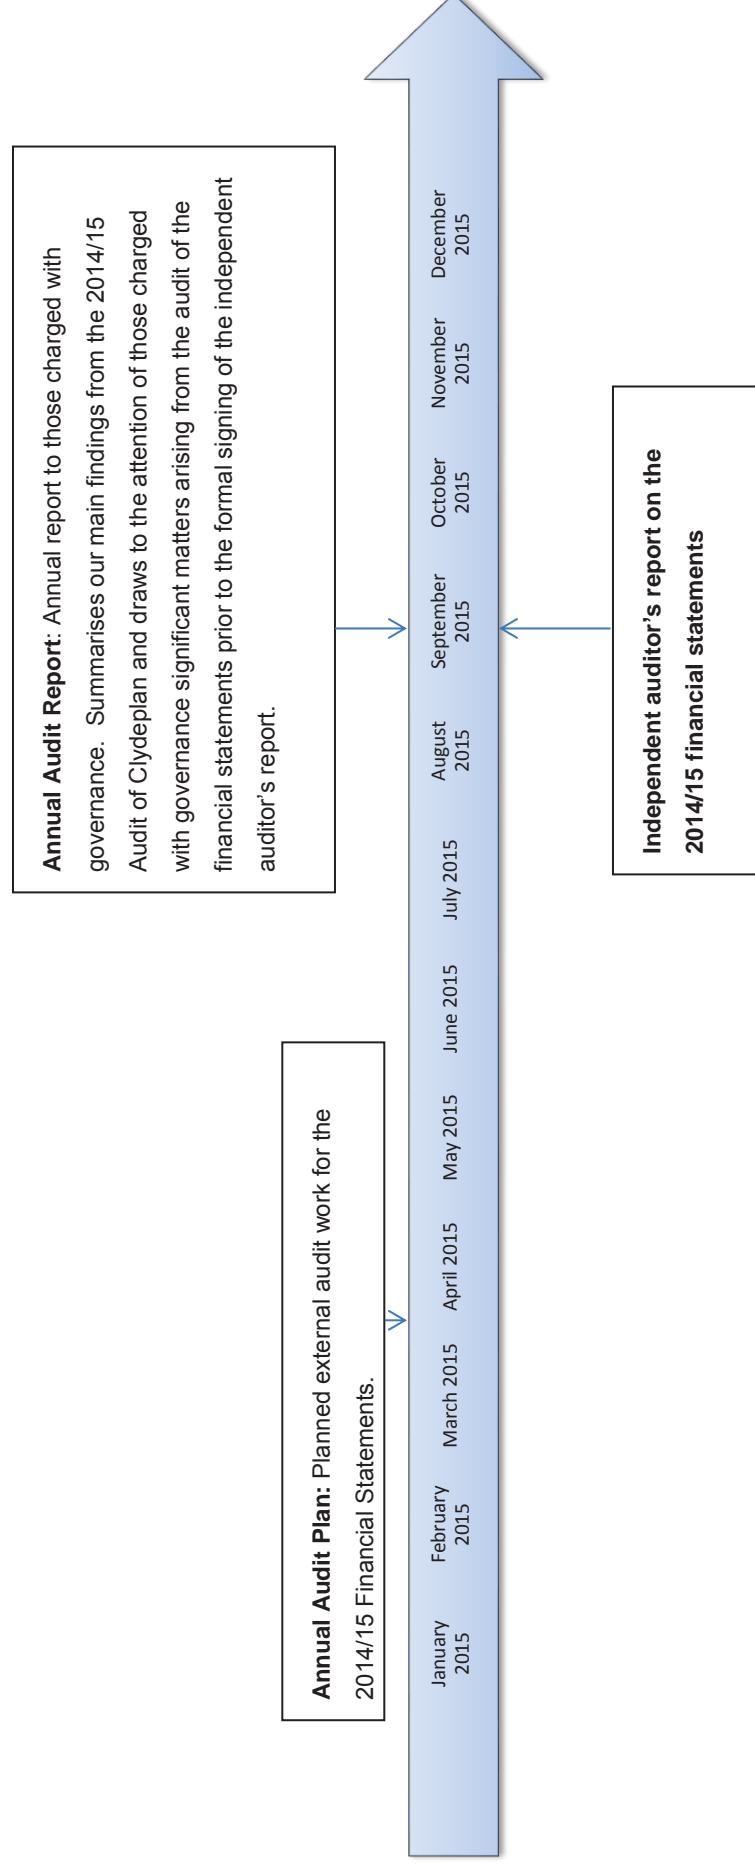 Annual Audit Report: Annual report to those charged with
governance.  Summarises our main findings from the 2014/15
Audit of Clydeplan and draws to the attention of those charged
with governance significant matters arising from the audit of the
financial statements prior to the formal signing of the independent
auditor’s report.
Annual Audit Plan: Planned external audit work for the
2014/15 Financial Statements.
January
2015
February
2015
March 2015
April 2015
May 2015
June 2015
July 2015
August
2015
September
2015
October
2015
November
2015
December
2015
Independent auditor’s report on the
2014/15 financial statements